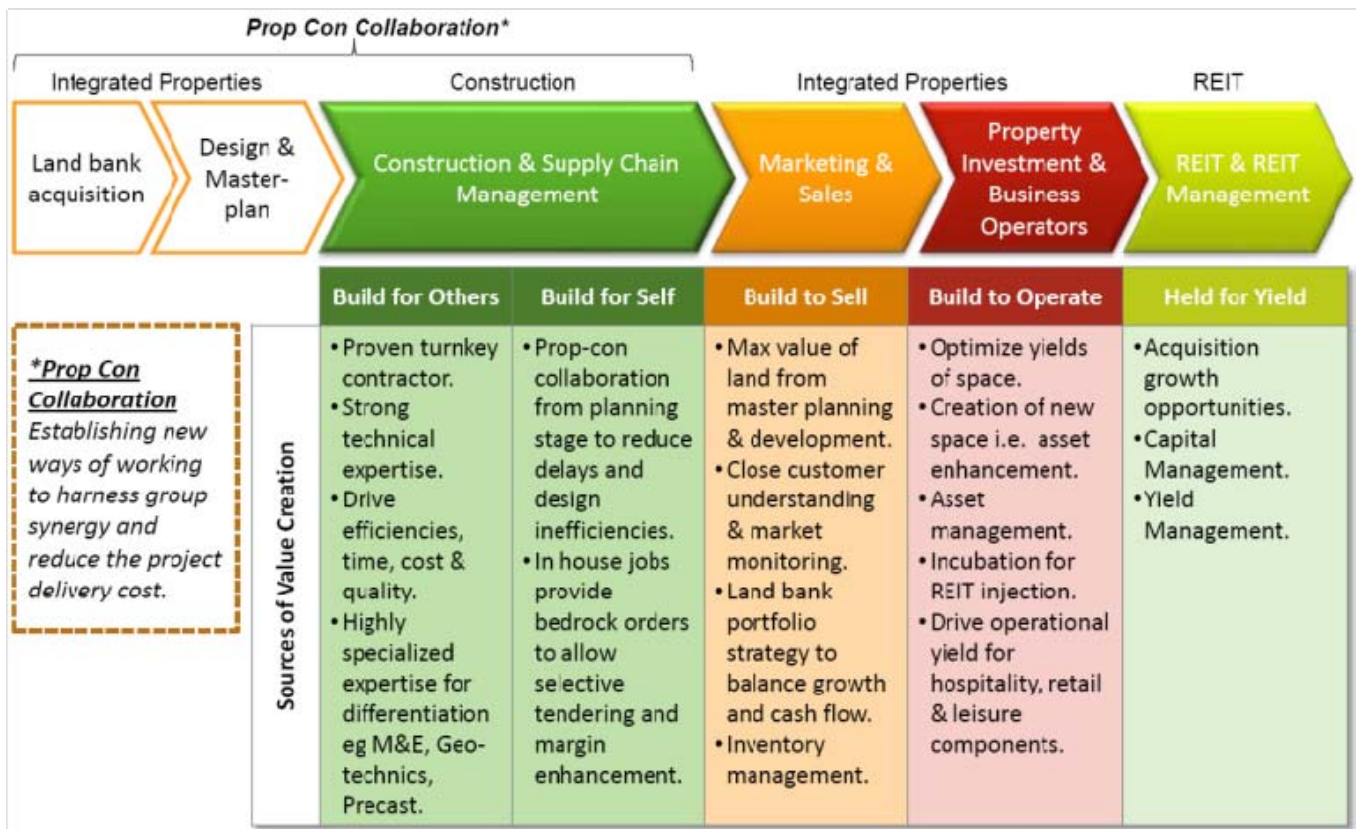 Prop Con Collaboration*
Integrated Properties
Construction
Integrated Properties
REIT
Land bank
acquisition
Design &
Master-
plan
Construction & Supply Chain
Management
Marketing &
Sales
Property
Investment &
Business
Operators
REIT & REIT
Management
*Prop Con
Collaboration
Establishing new
ways of working
to harness group
synergy and
reduce the project
delivery cost.
Sources of Value Creation
Build for Others
•Proven turnkey
contractor.
•Strong
technical
expertise.
•Drive
efficiencies,
time, cost &
quality.
•Highly
specialized
expertise for
differentiation
eg M&E, Geo-
technics,
Precast.
Build for Self
•Prop-con
collaboration
from planning
stage to reduce
delays and
design
inefficiencies.
•In house jobs
provide
bedrock orders
to allow
selective
tendering and
margin
enhancement.
Build to Sell
•Max value of
land from
master planning
& development.
•Close customer
understanding
& market
monitoring.
•Land bank
portfolio
strategy to
balance growth
and cash flow.
•Inventory
management.
Build to Operate
•Optimize yields
of space.
•Creation of new
space i.e. asset
enhancement.
•Asset
management.
•Incubation for
REIT injection.
•Drive operational
yield for
hospitality, retail
& leisure
components.
Held for Yield
•Acquisition
growth
opportunities.
•Capital
Management.
•Yield
Management.